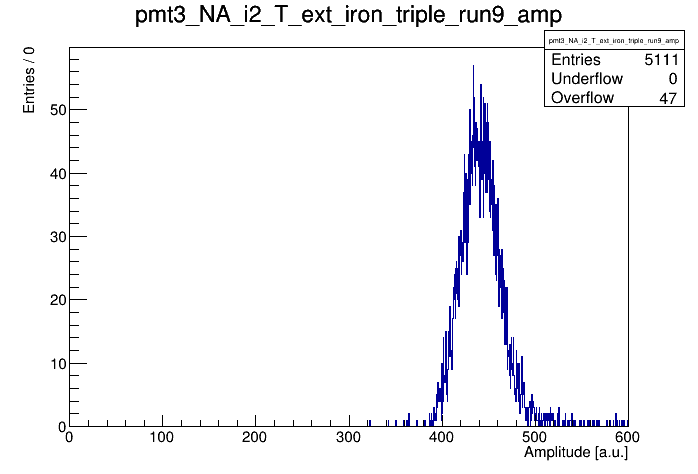 pmt3_NA_i2_T_ext_iron_triple_run9_amp
pmt3_NA_i2_T_ext_iron_triple_run9_amp
Entries 5111
Underflow 0
Overflow 47
Entries / 0
50
40
30
20
10
0
0 100 200 300 400 500 600
Amplitude [a.u.]